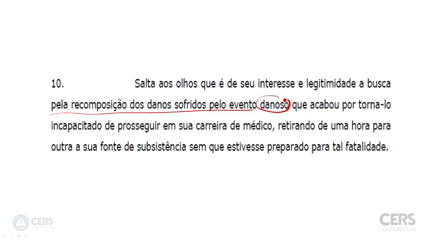 10. Salta aos olhos que é de seu interesse e legitimidade a busca
pela recomposição dos danos sofridos pelo evento danoso que acabou por torna-lo
incapacitado de prosseguir em sua carreira de médico, retirando de uma hora para
outra a sua fonte de subsistência sem que estivesse preparado para tal fatalidade.
CERS
CERS
CORPORATIVO